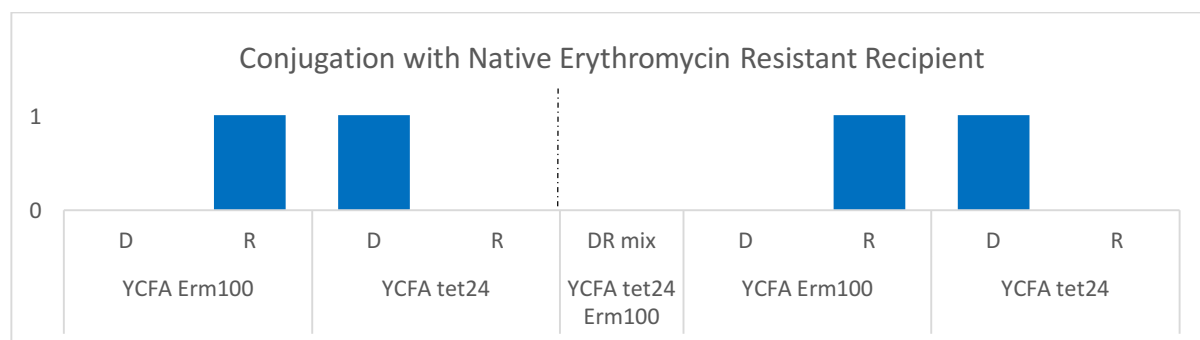 Conjugation with Native Erythromycin Resistant Recipient
1
0
D R D R DR mix D R D R
YCFA Erm100 YCFA tet24 YCFA tet24 Erm100 YCFA Erm100 YCFA tet24